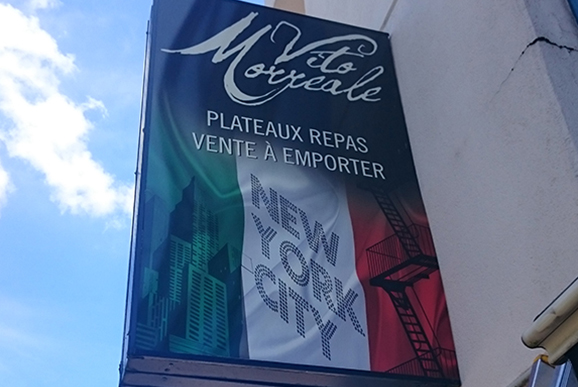 Vito
Morreale
PLATEAUX REPAS
VENTE À EMPORTER
NEW
YORK
CITY